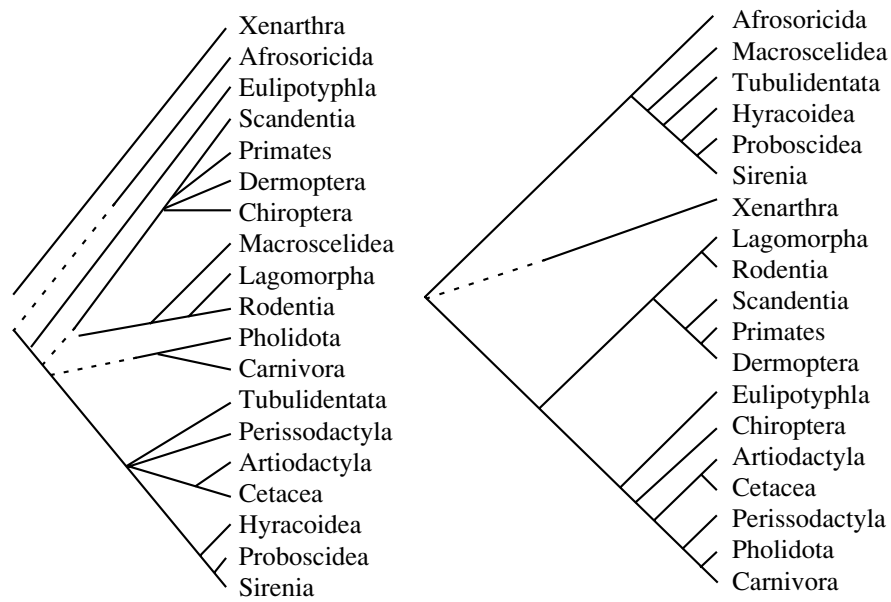 Xenarthra
Afrosoricida
Eulipotyphla
Scandentia
Primates
Dermoptera
Chiroptera
Macroscelidea
Lagomorpha
Rodentia
Pholidota
Carnivora
Tubulidentata
Perissodactyla
Artiodactyla
Cetacea
Hyracoidea
Proboscidea
Sirenia
Afrosoricida
Macroscelidea
Tubulidentata
Hyracoidea
Proboscidea
Sirenia
Xenarthra
Lagomorpha
Rodentia
Scandentia
Primates
Dermoptera
Eulipotyphla
Chiroptera
Artiodactyla
Cetacea
Perissodactyla
Pholidota
Carnivora